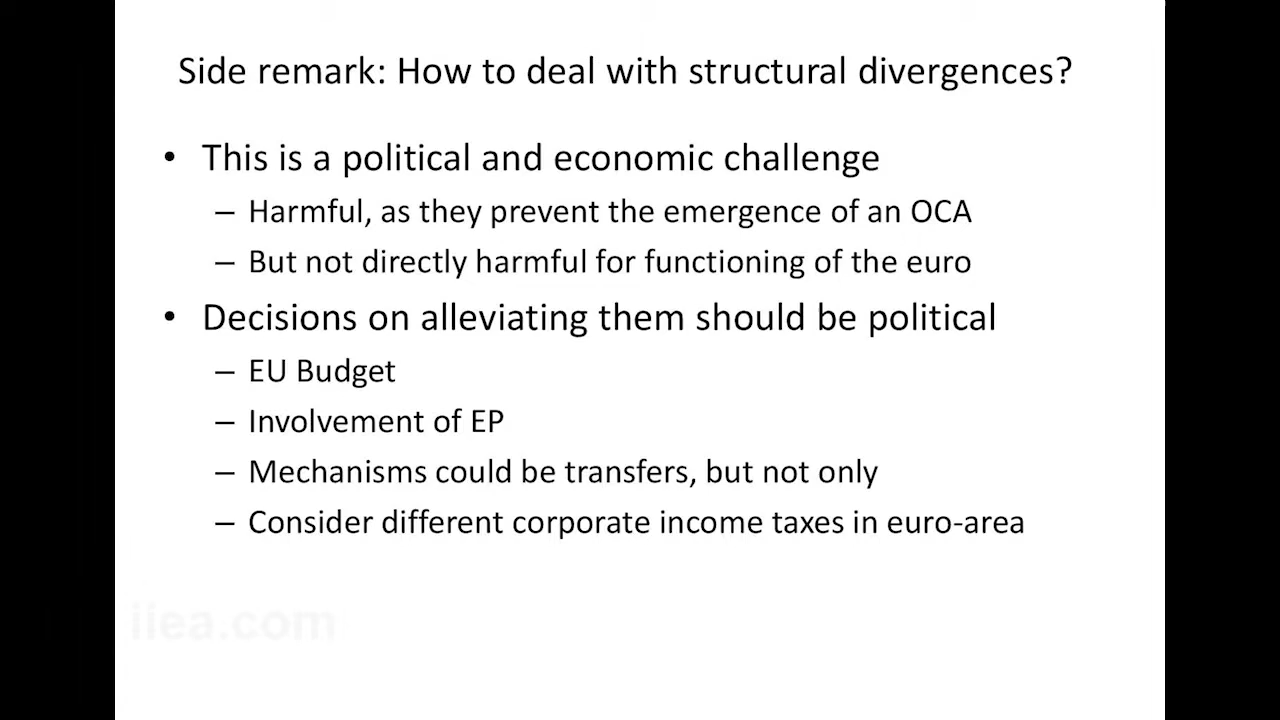 Side remark: How to deal with structural divergences?
• This is a political and economic challenge
– Harmful, as they prevent the emergence of an OCA
– But not directly harmful for functioning of the euro
• Decisions on alleviating them should be political
– EU Budget
– Involvement of EP
– Mechanisms could be transfers, but not only
– Consider different corporate income taxes in euro-area
iiea.com